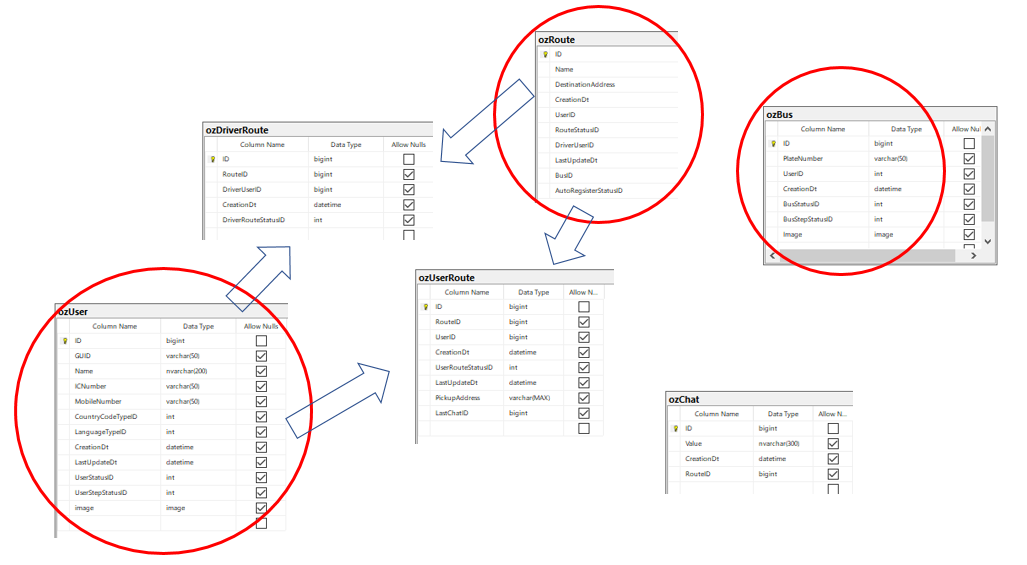 ozRoute
ID
Name
DestinationAddress
CreationDt
UserID
RouteStatusID
DriverUserID
LastUpdateDt
BusID
AutoRegisterStatusID
ozBus
Column Name Data Type Allow Nul
ID bigint
PlateNumber varchar(50)
UserID int
CreationDt datetime
BusStatusID int
BusStepStatusID int
Image image
ozDriverRoute
Column Name Data Type Allow Nulls
ID bigint
RouteID bigint
DriverUserID bigint
CreationDt datetime
DriverRouteStatusID int
ozUserRoute
Column Name Data Type Allow N...
ID bigint
RouteID bigint
UserID bigint
CreationDt datetime
UserRouteStatusID int
LastUpdateDt datetime
PickupAddress varchar(MAX)
LastChatID bigint
ozUser
Column Name Data Type Allow Nulls
ID bigint
GUID varchar(50)
Name nvarchar(200)
ICNumber varchar(50)
MobileNumber varchar(50)
CountryCodeTypeID int
LanguageTypeID int
CreationDt datetime
LastUpdateDt datetime
UserStatusID int
UserStepStatusID int
image image
ozChat
Column Name Data Type Allow N...
ID bigint
Value nvarchar(300)
CreationDt datetime
RouteID bigint